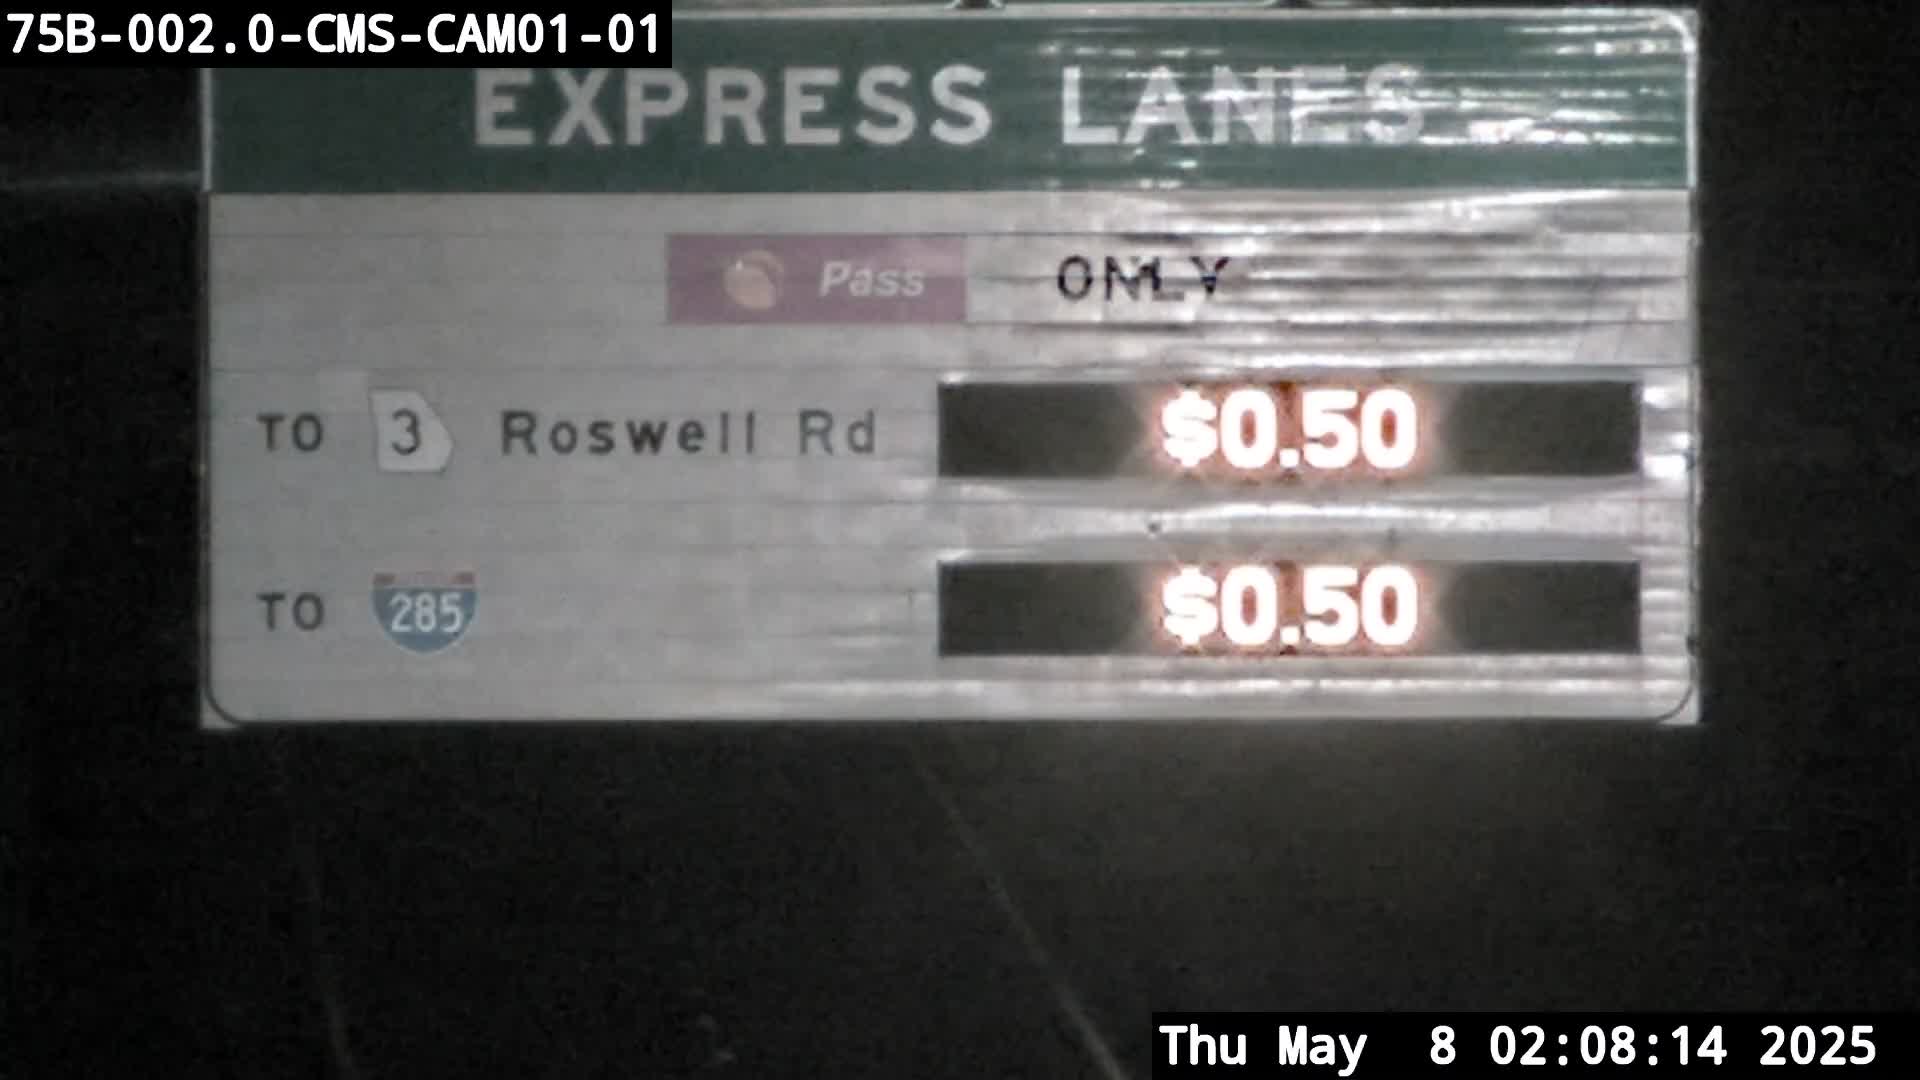 75B-002.0-CMS-CAM01-01
EXPRESS LANES
Pass ONLY
TO 3 Roswell Rd $0.50
TO 285 $0.50
Thu May 8 02:08:14 2025